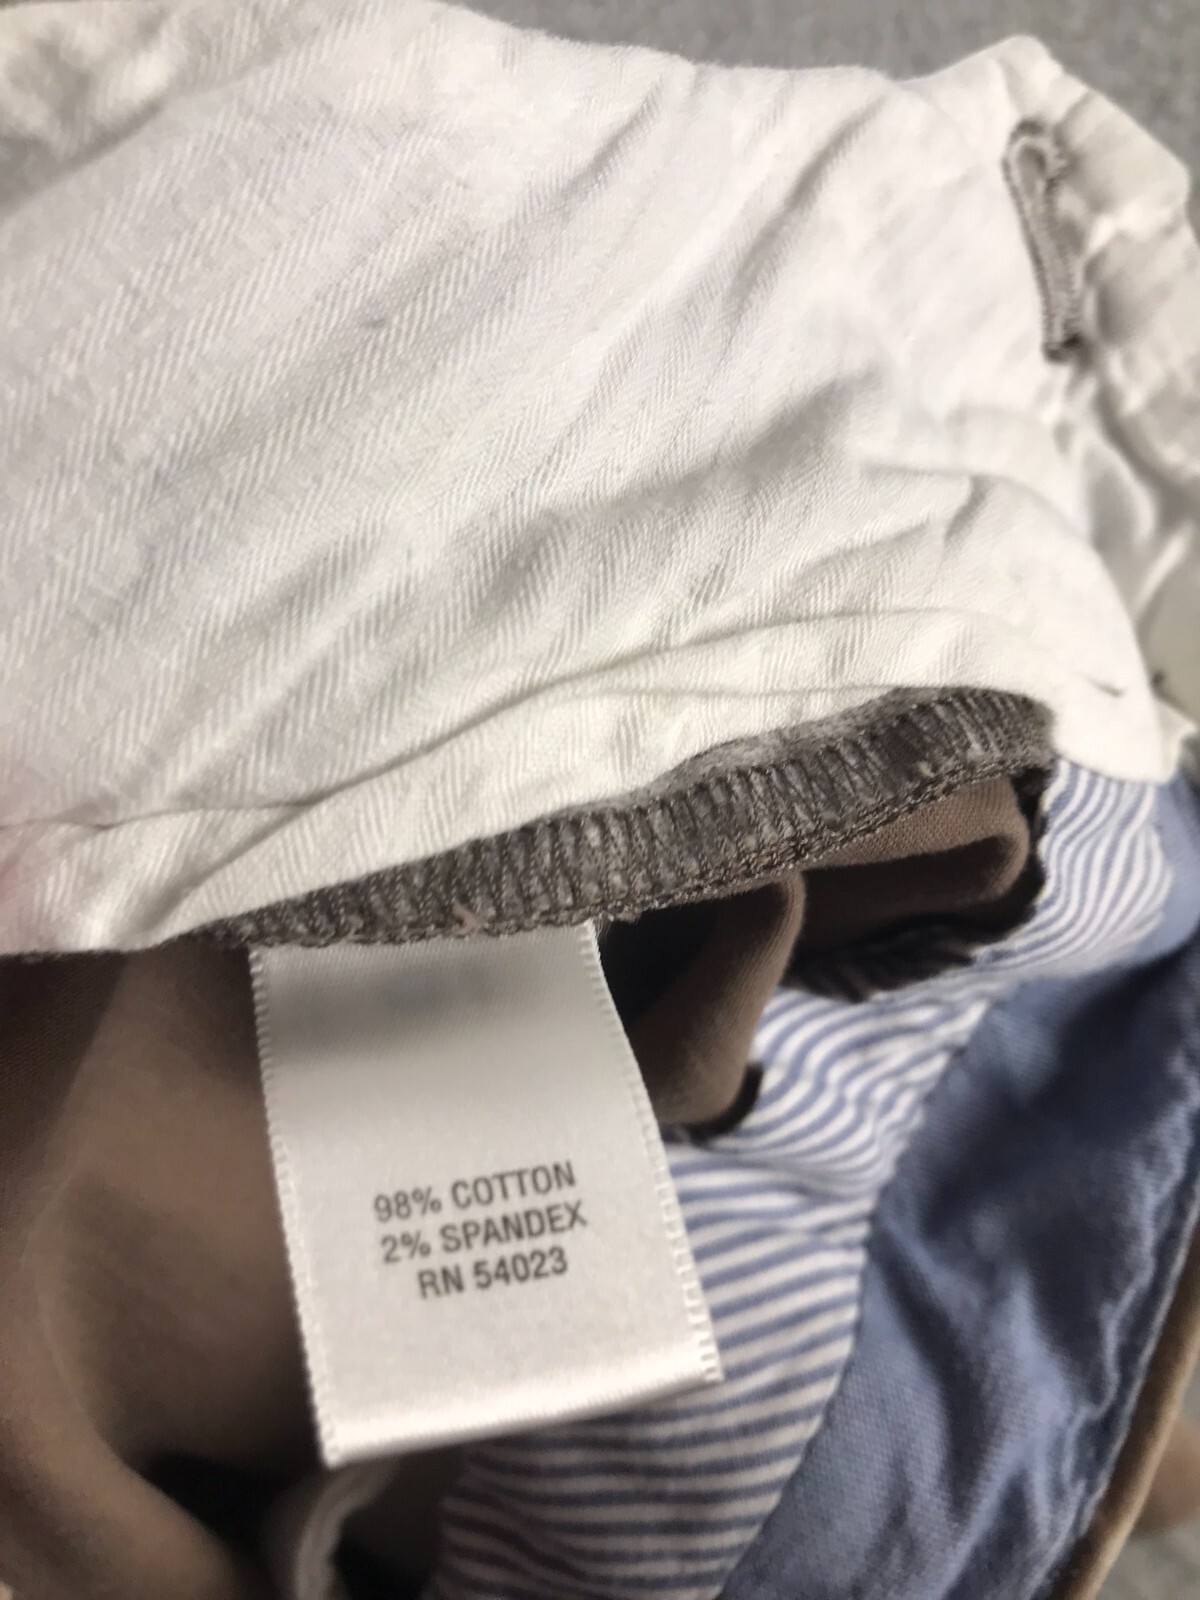 98% COTTON
2% SPANDEX
RN 54023